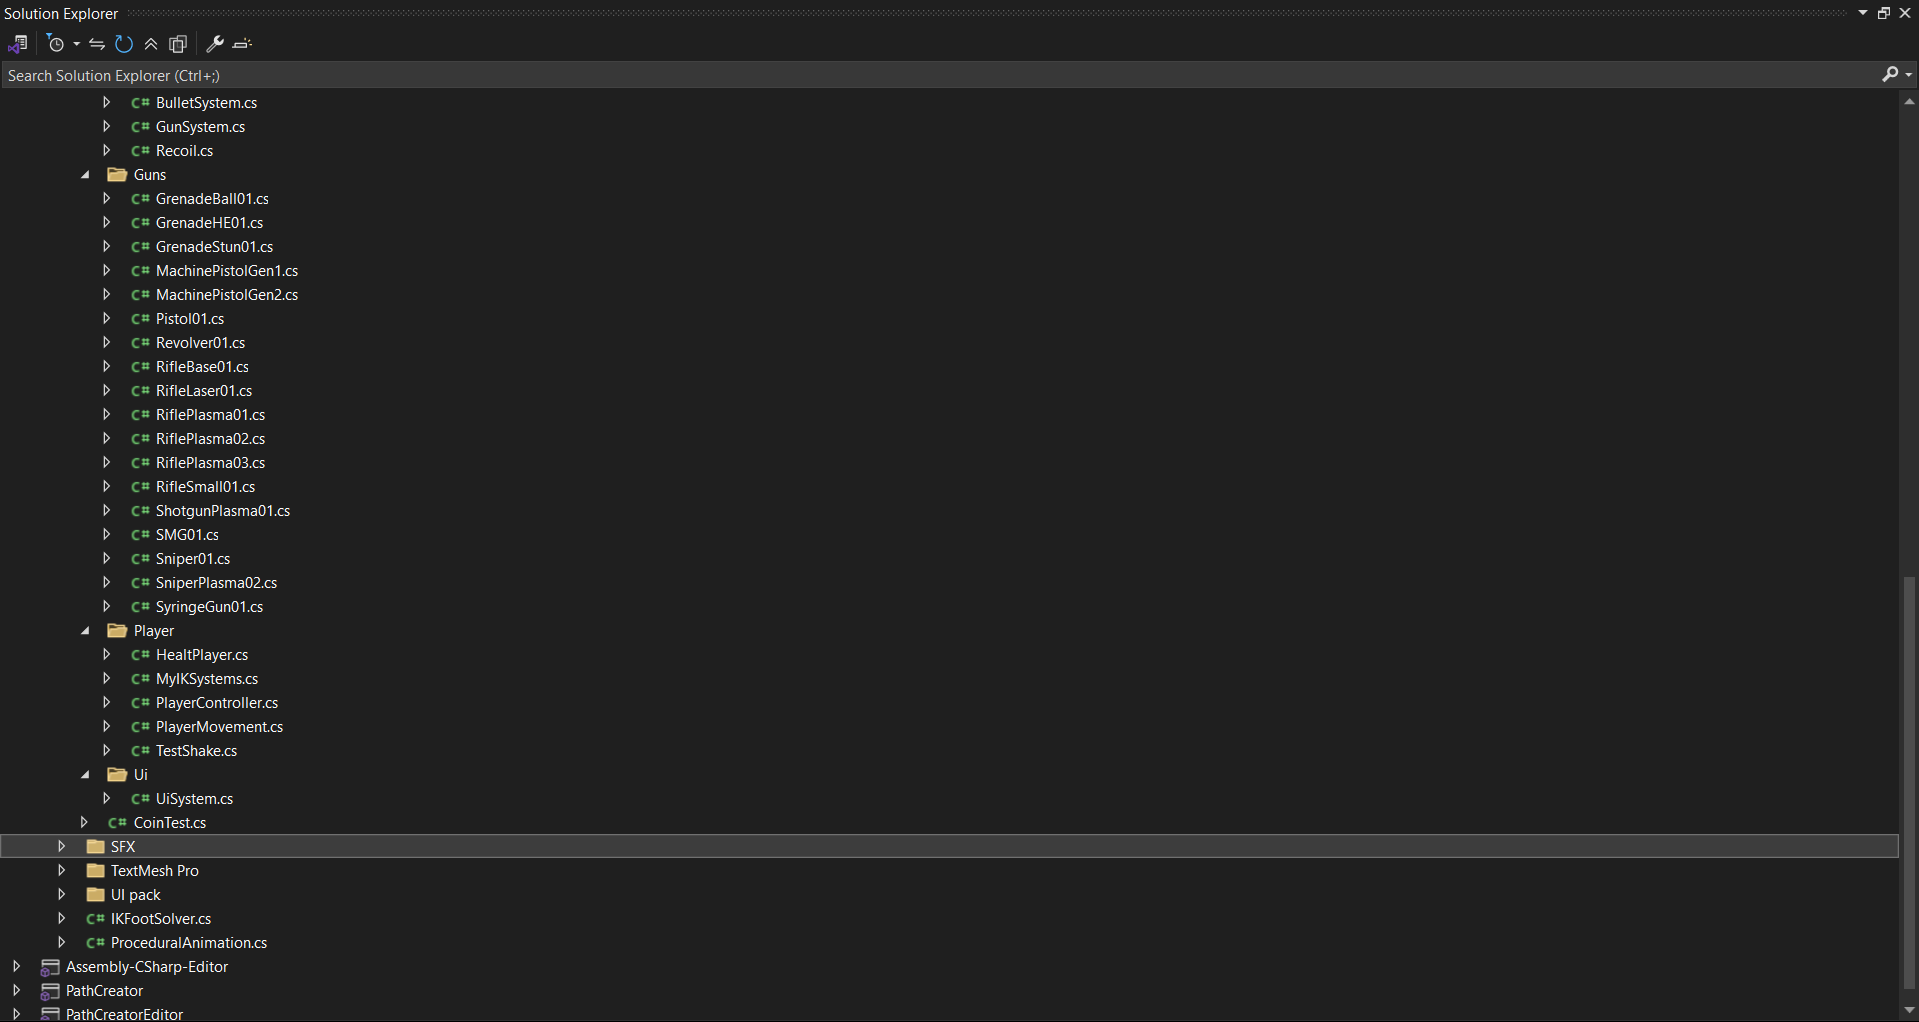 Solution Explorer
Search Solution Explorer (Ctrl+;)
C# BulletSystem.cs
C# GunSystem.cs
C# Recoil.cs
Guns
C# GrenadeBall01.cs
C# GrenadeHE01.cs
C# GrenadeStun01.cs
C# MachinePistolGen1.cs
C# MachinePistolGen2.cs
C# Pistol01.cs
C# Revolver01.cs
C# RifleBase01.cs
C# RifleLaser01.cs
C# RiflePlasma01.cs
C# RiflePlasma02.cs
C# RiflePlasma03.cs
C# RifleSmall01.cs
C# ShotgunPlasma01.cs
C# SMG01.cs
C# Sniper01.cs
C# SniperPlasma02.cs
C# SyringeGun01.cs
Player
C# HealtPlayer.cs
C# MyIKSystems.cs
C# PlayerController.cs
C# PlayerMovement.cs
C# TestShake.cs
Ui
C# UiSystem.cs
C# CoinTest.cs
SFX
TextMesh Pro
UI pack
C# IKFootSolver.cs
C# ProceduralAnimation.cs
Assembly-CSharp-Editor
PathCreator
PathCreatorEditor